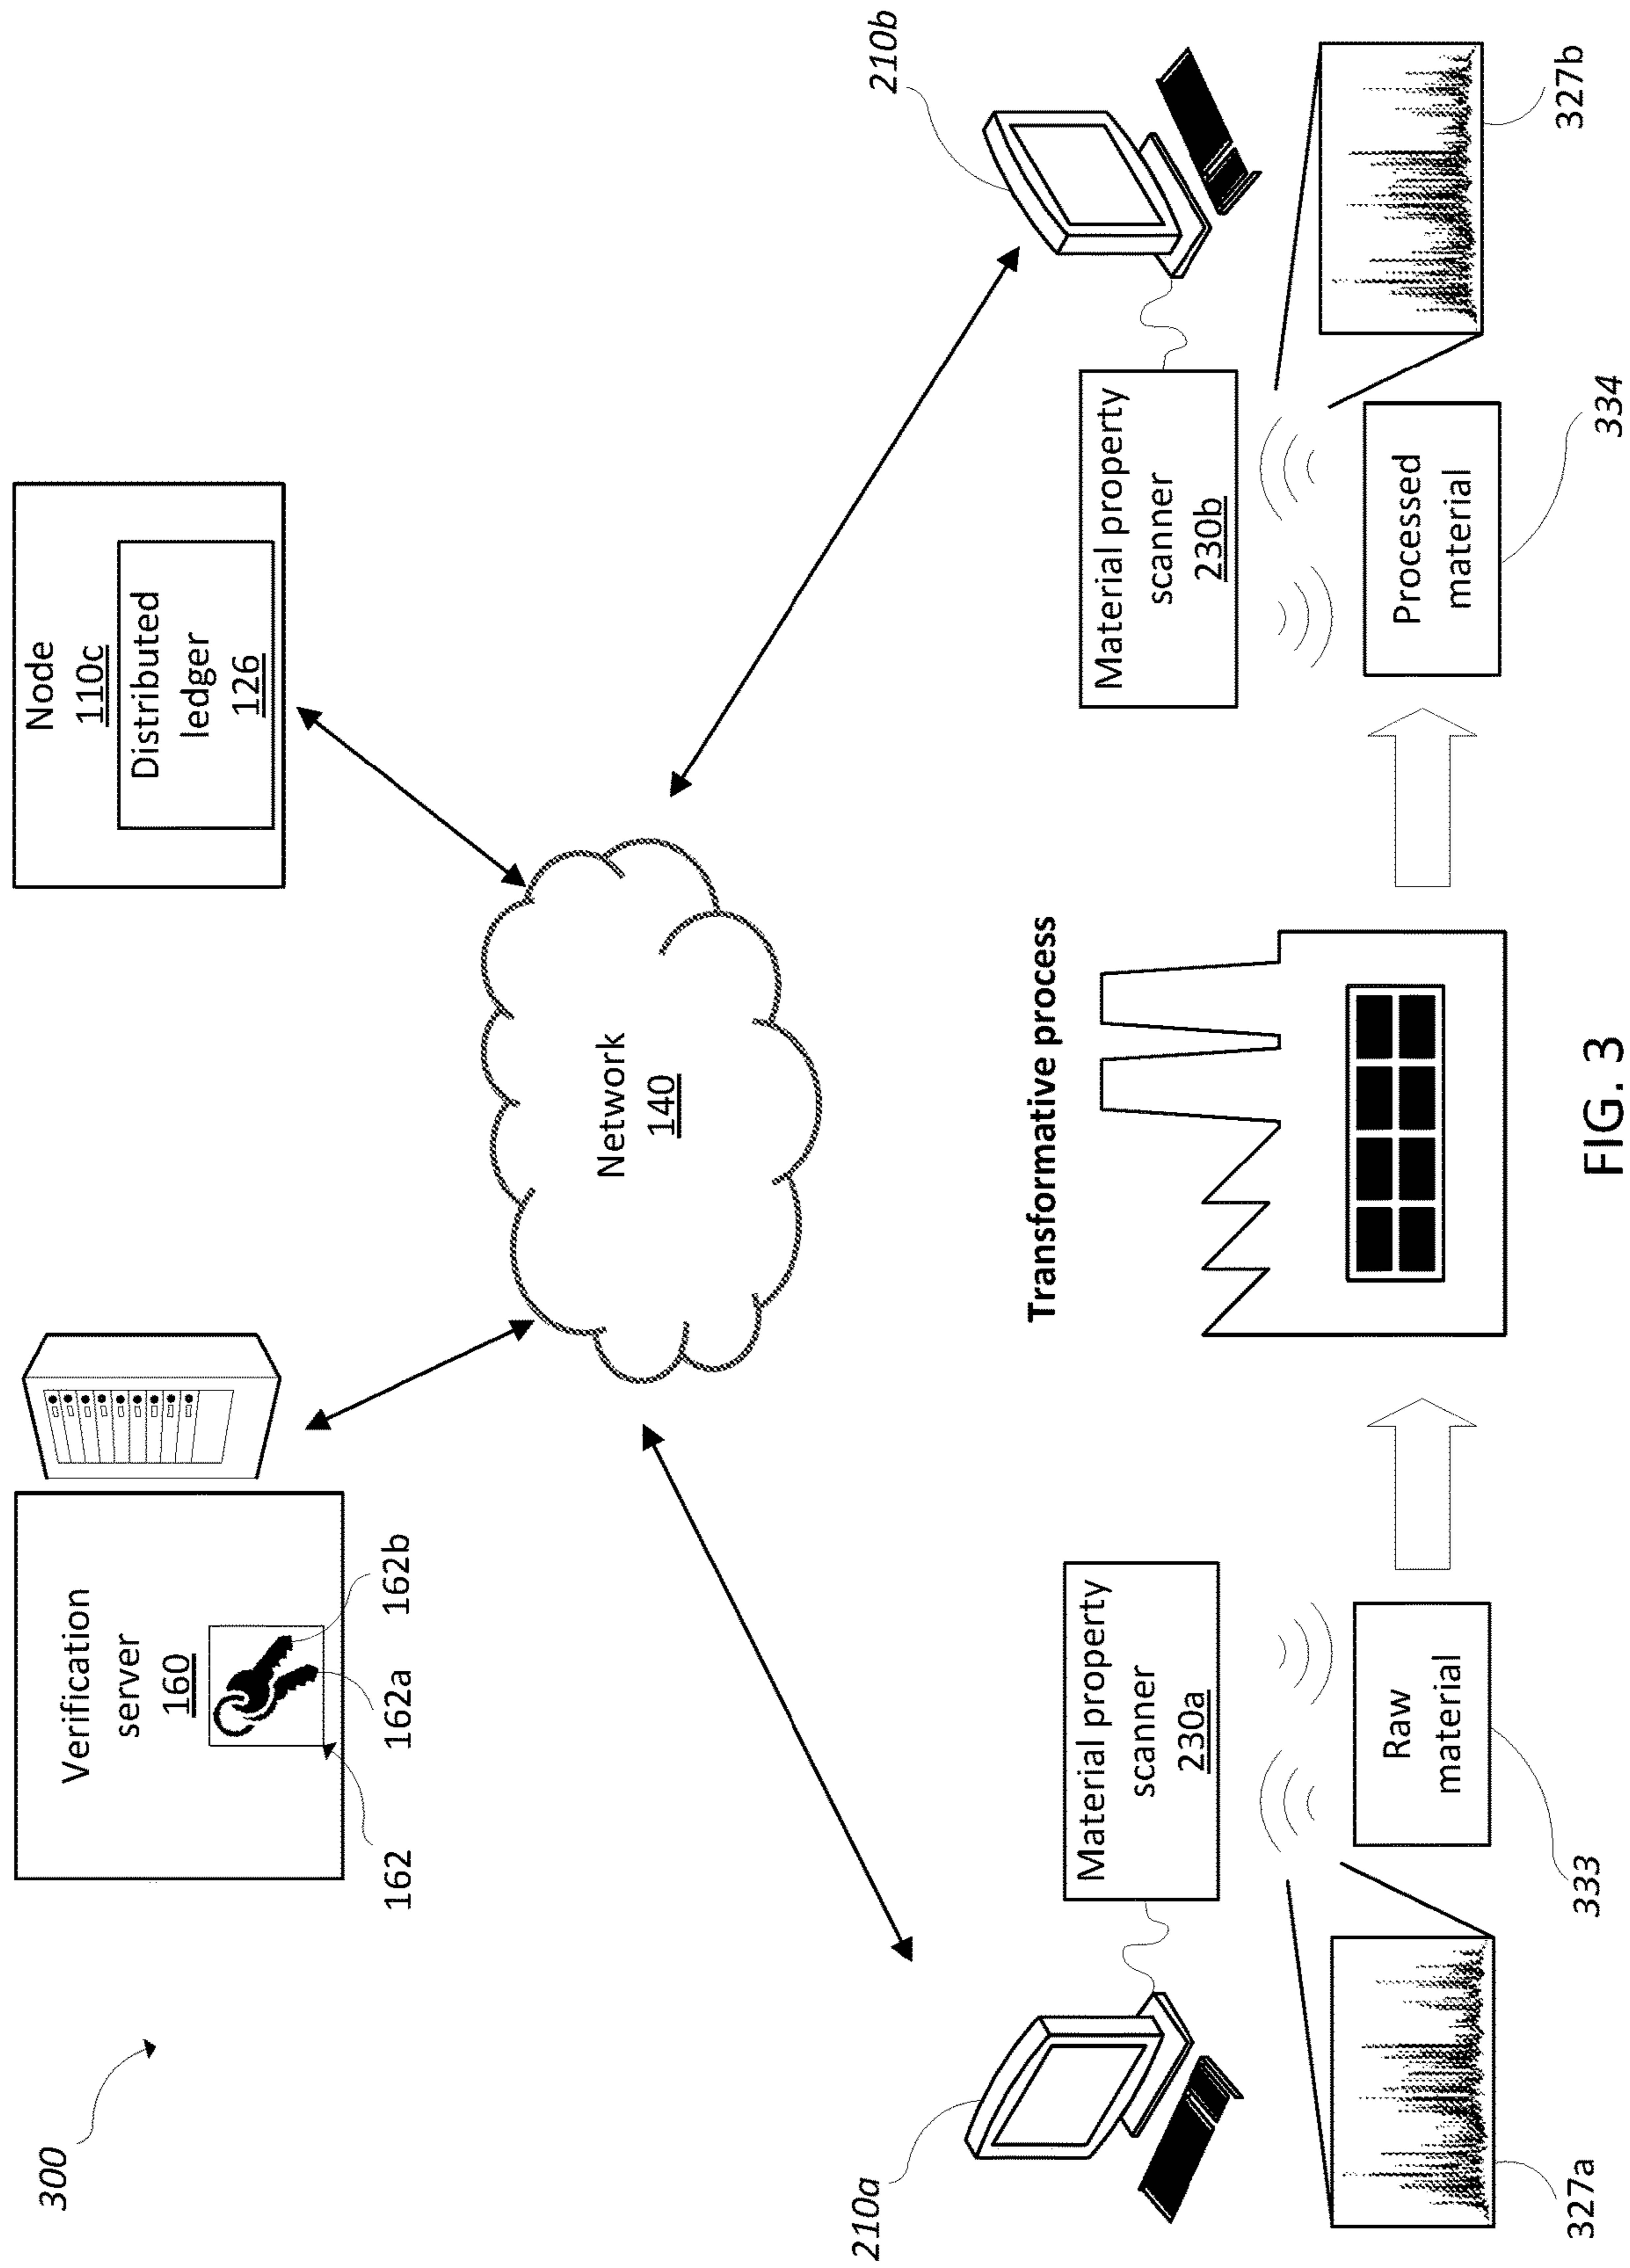 300
Verification
server
160
162
162a
162b
Node
110c
Distributed
ledger
126
Network
140
210a
210b
Material property
scanner
230a
Transformative process
Material property
scanner
230b
327a
Raw
material
333
Processed
material
334
327b
FIG. 3